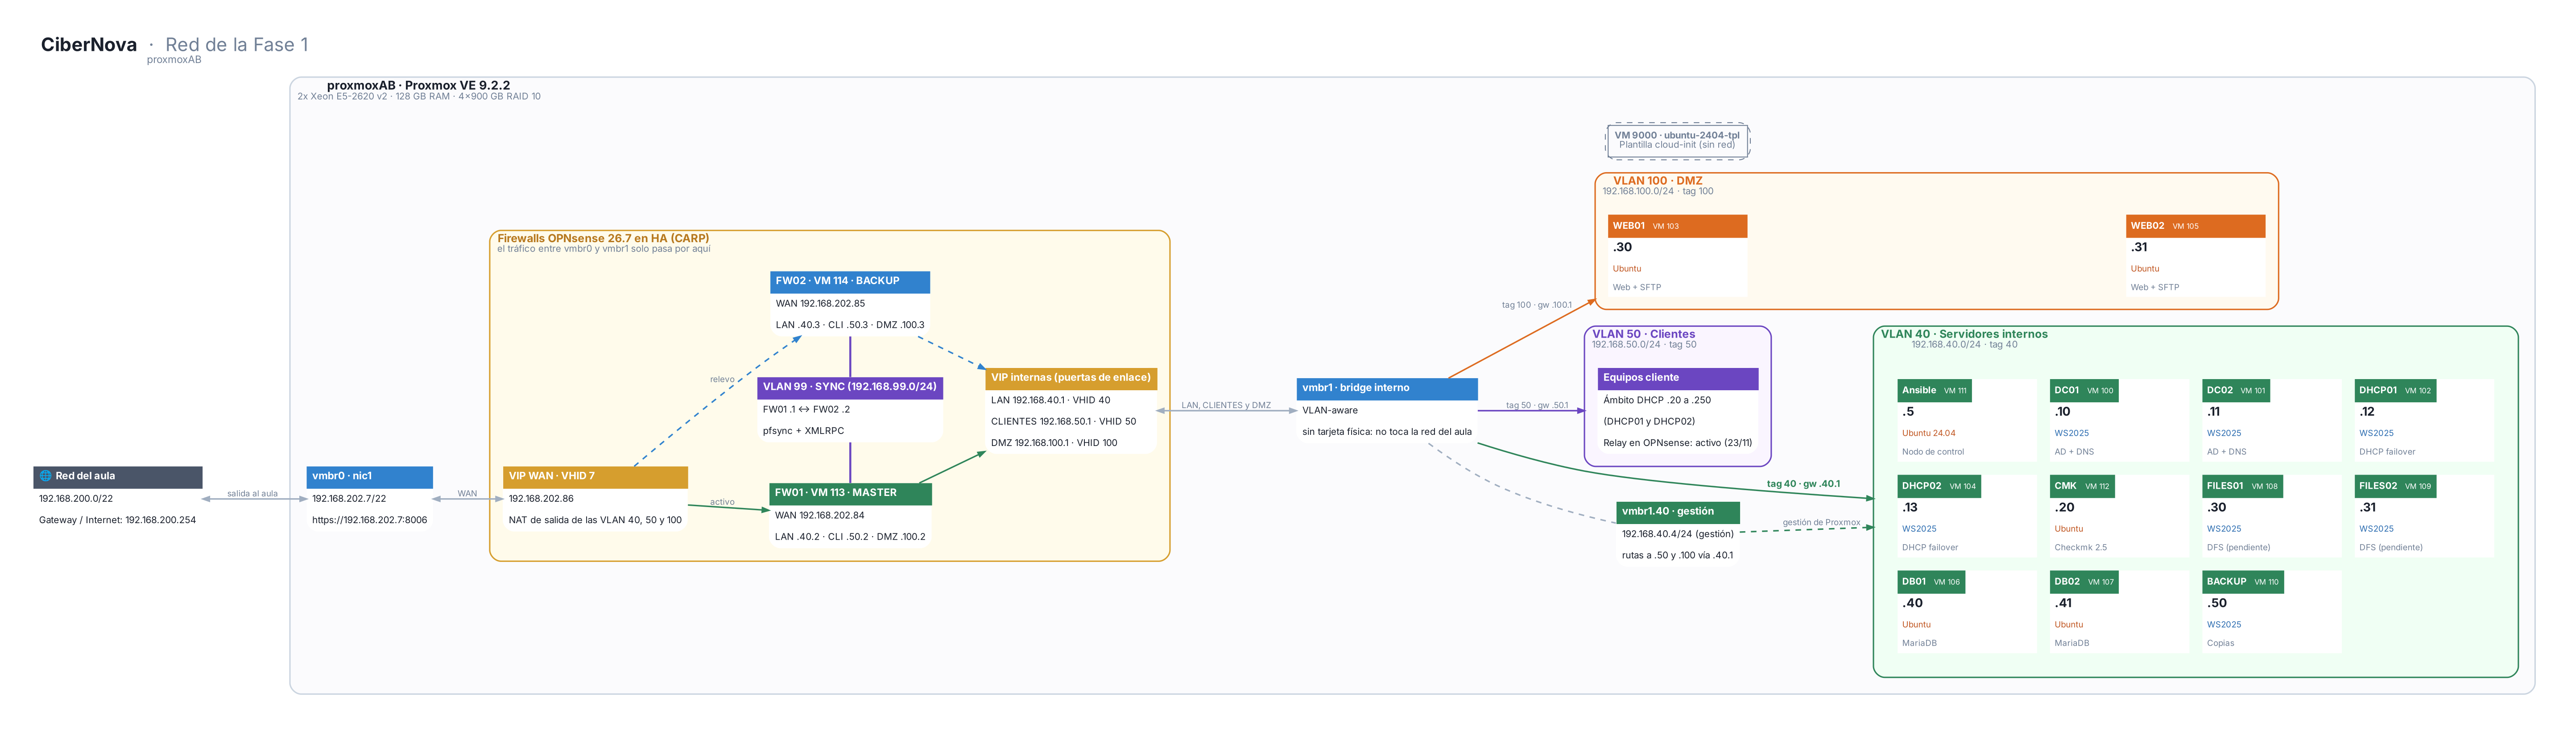 CiberNova · Red de la Fase 1
proxmoxAB
proxmoxAB · Proxmox VE 9.2.2
2x Xeon E5-2620 v2 · 128 GB RAM · 4×900 GB RAID 10
VM 9000 · ubuntu-2404-tpl
Plantilla cloud-init (sin red)
VLAN 100 · DMZ
192.168.100.0/24 · tag 100
WEB01 VM 103
.30
Ubuntu
Web + SFTP
WEB02 VM 105
.31
Ubuntu
Web + SFTP
Firewalls OPNsense 26.7 en HA (CARP)
el tráfico entre vmbr0 y vmbr1 solo pasa por aquí
FW02 · VM 114 · BACKUP
WAN 192.168.202.85
LAN .40.3 · CLI .50.3 · DMZ .100.3
relevo
VLAN 99 · SYNC (192.168.99.0/24)
FW01 .1 ↔ FW02 .2
pfsync + XMLRPC
VIP internas (puertas de enlace)
LAN 192.168.40.1 · VHID 40
CLIENTES 192.168.50.1 · VHID 50
DMZ 192.168.100.1 · VHID 100
LAN, CLIENTES y DMZ
vmbr1 · bridge interno
VLAN-aware
sin tarjeta física: no toca la red del aula
tag 100 · gw .100.1
tag 50 · gw .50.1
VLAN 50 · Clientes
192.168.50.0/24 · tag 50
Equipos cliente
Ámbito DHCP .20 a .250
(DHCP01 y DHCP02)
Relay en OPNsense: activo (23/11)
Red del aula
192.168.200.0/22
Gateway / Internet: 192.168.200.254
salida al aula
vmbr0 · nic1
192.168.202.7/22
https://192.168.202.7:8006
WAN
VIP WAN · VHID 7
192.168.202.86
NAT de salida de las VLAN 40, 50 y 100
activo
FW01 · VM 113 · MASTER
WAN 192.168.202.84
LAN .40.2 · CLI .50.2 · DMZ .100.2
tag 40 · gw .40.1
vmbr1.40 · gestión
192.168.40.4/24 (gestión)
rutas a .50 y .100 vía .40.1
gestión de Proxmox
VLAN 40 · Servidores internos
192.168.40.0/24 · tag 40
Ansible VM 111
.5
Ubuntu 24.04
Nodo de control
DC01 VM 100
.10
WS2025
AD + DNS
DC02 VM 101
.11
WS2025
AD + DNS
DHCP01 VM 102
.12
WS2025
DHCP failover
DHCP02 VM 104
.13
WS2025
DHCP failover
CMK VM 112
.20
Ubuntu
Checkmk 2.5
FILES01 VM 108
.30
WS2025
DFS (pendiente)
FILES02 VM 109
.31
WS2025
DFS (pendiente)
DB01 VM 106
.40
Ubuntu
MariaDB
DB02 VM 107
.41
Ubuntu
MariaDB
BACKUP VM 110
.50
WS2025
Copias